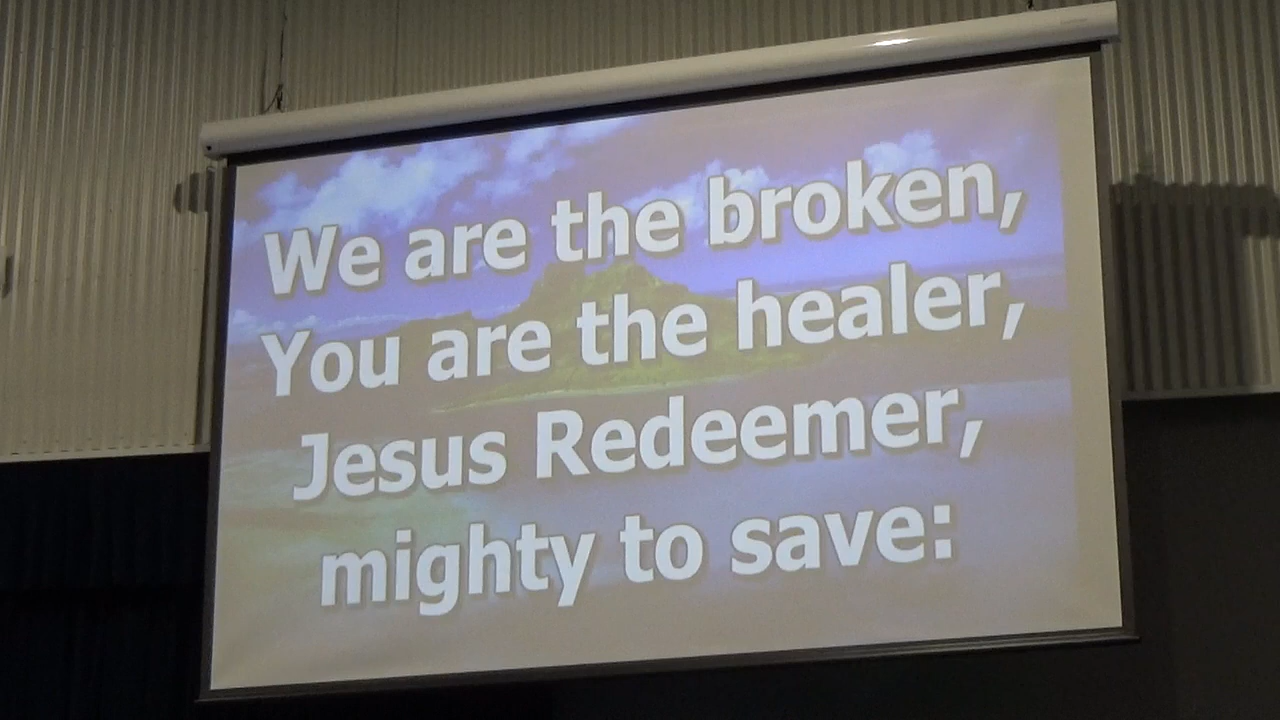 We are the broken,
You are the healer,
Jesus Redeemer,
mighty to save: